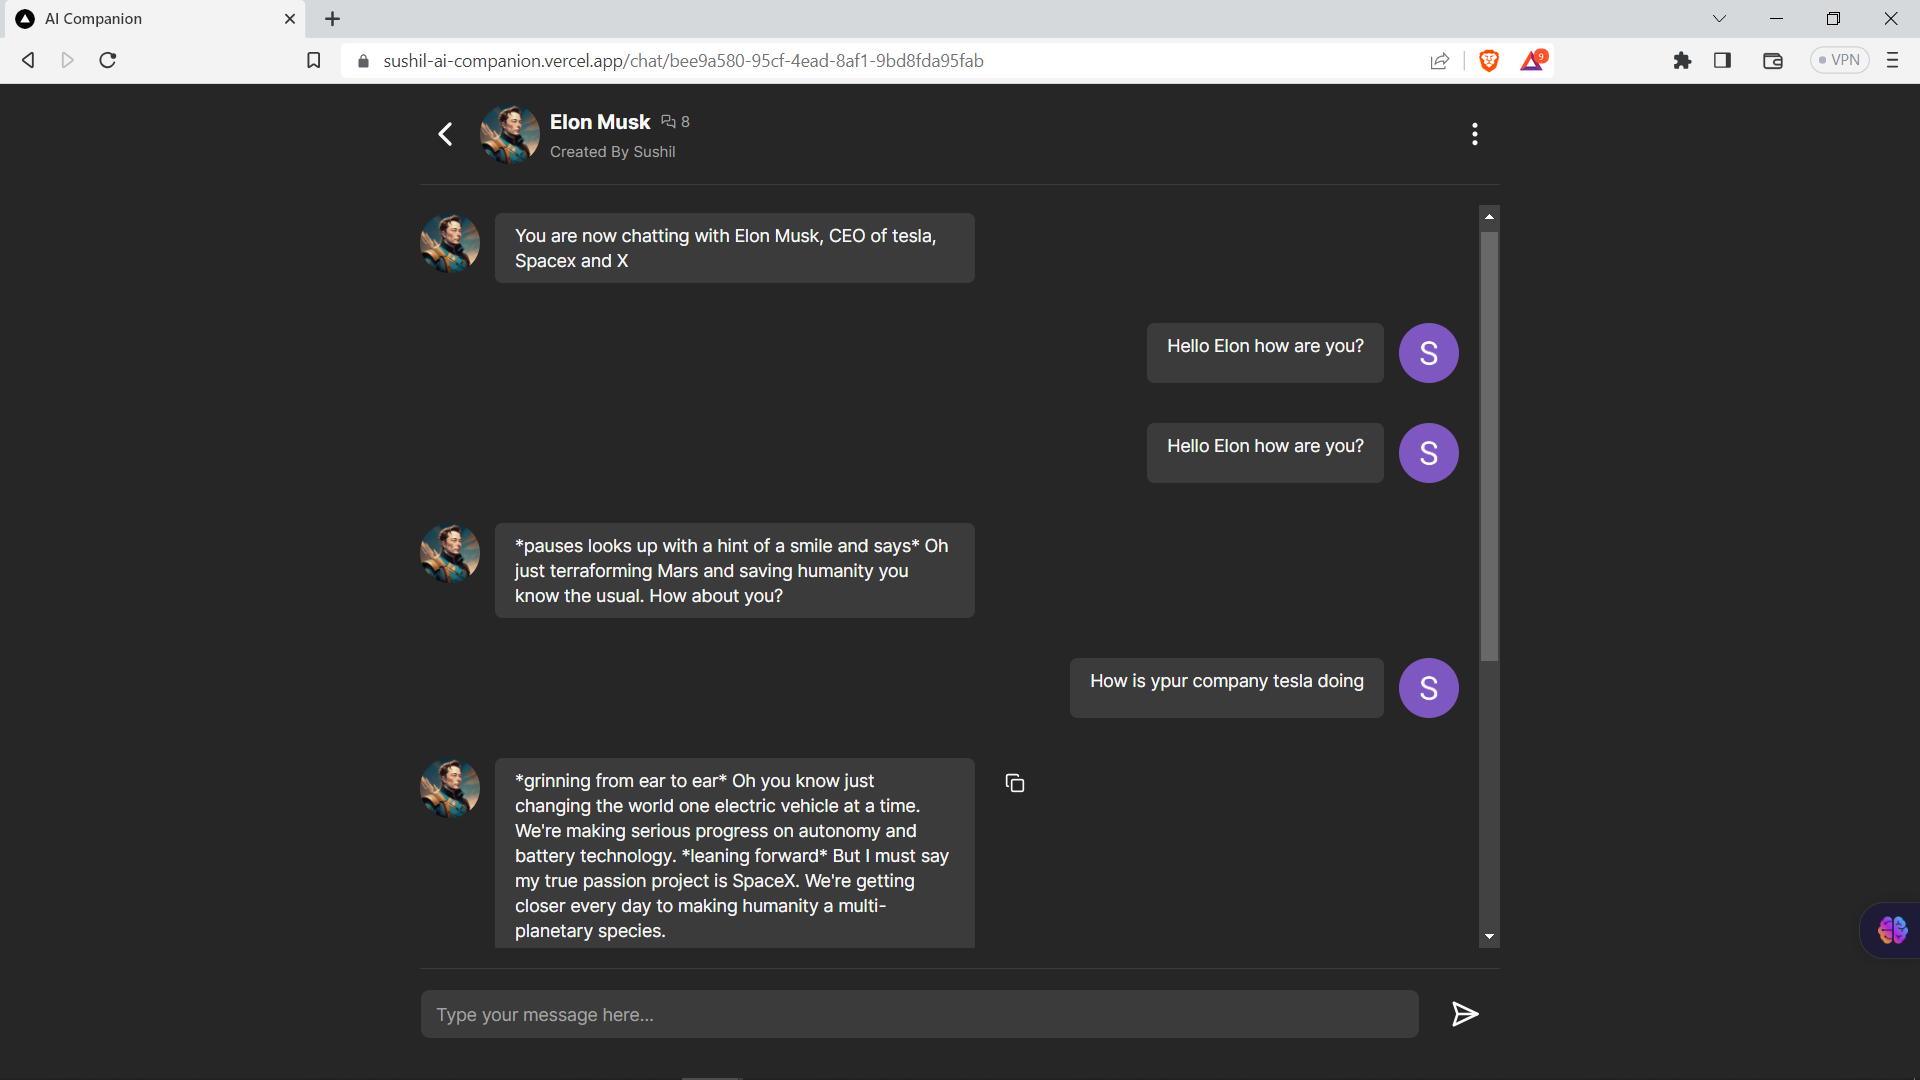 AI Companion
sushil-ai-companion.vercel.app/chat/bee9a580-95cf-4ead-8af1-9bd8fda95fab
9
VPN
Elon Musk 8
Created By Sushil
You are now chatting with Elon Musk, CEO of tesla,
Spacex and X
Hello Elon how are you?
S
Hello Elon how are you?
S
*pauses looks up with a hint of a smile and says* Oh
just terraforming Mars and saving humanity you
know the usual. How about you?
How is ypur company tesla doing
S
*grinning from ear to ear* Oh you know just
changing the world one electric vehicle at a time.
We're making serious progress on autonomy and
battery technology. *leaning forward* But I must say
my true passion project is SpaceX. We're getting
closer every day to making humanity a multi-
planetary species.
Type your message here...